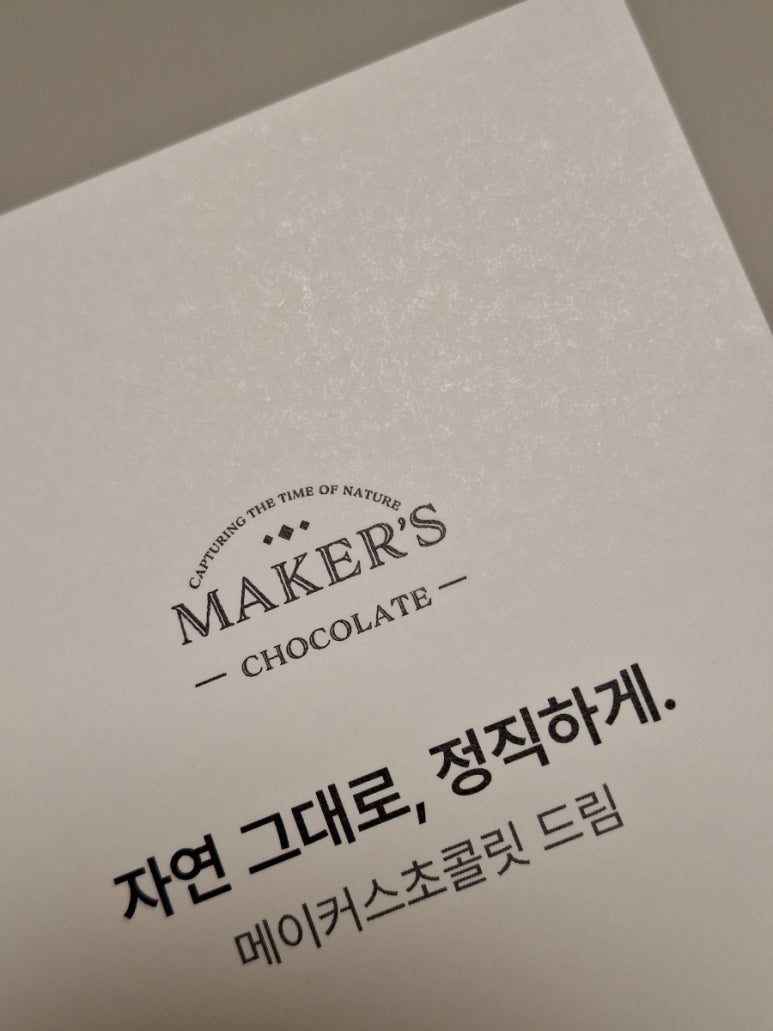 CAPTURING THE TIME OF NATURE
MAKER'S
CHOCOLATE
자연 그대로, 정직하게.
메이커스초콜릿 드림